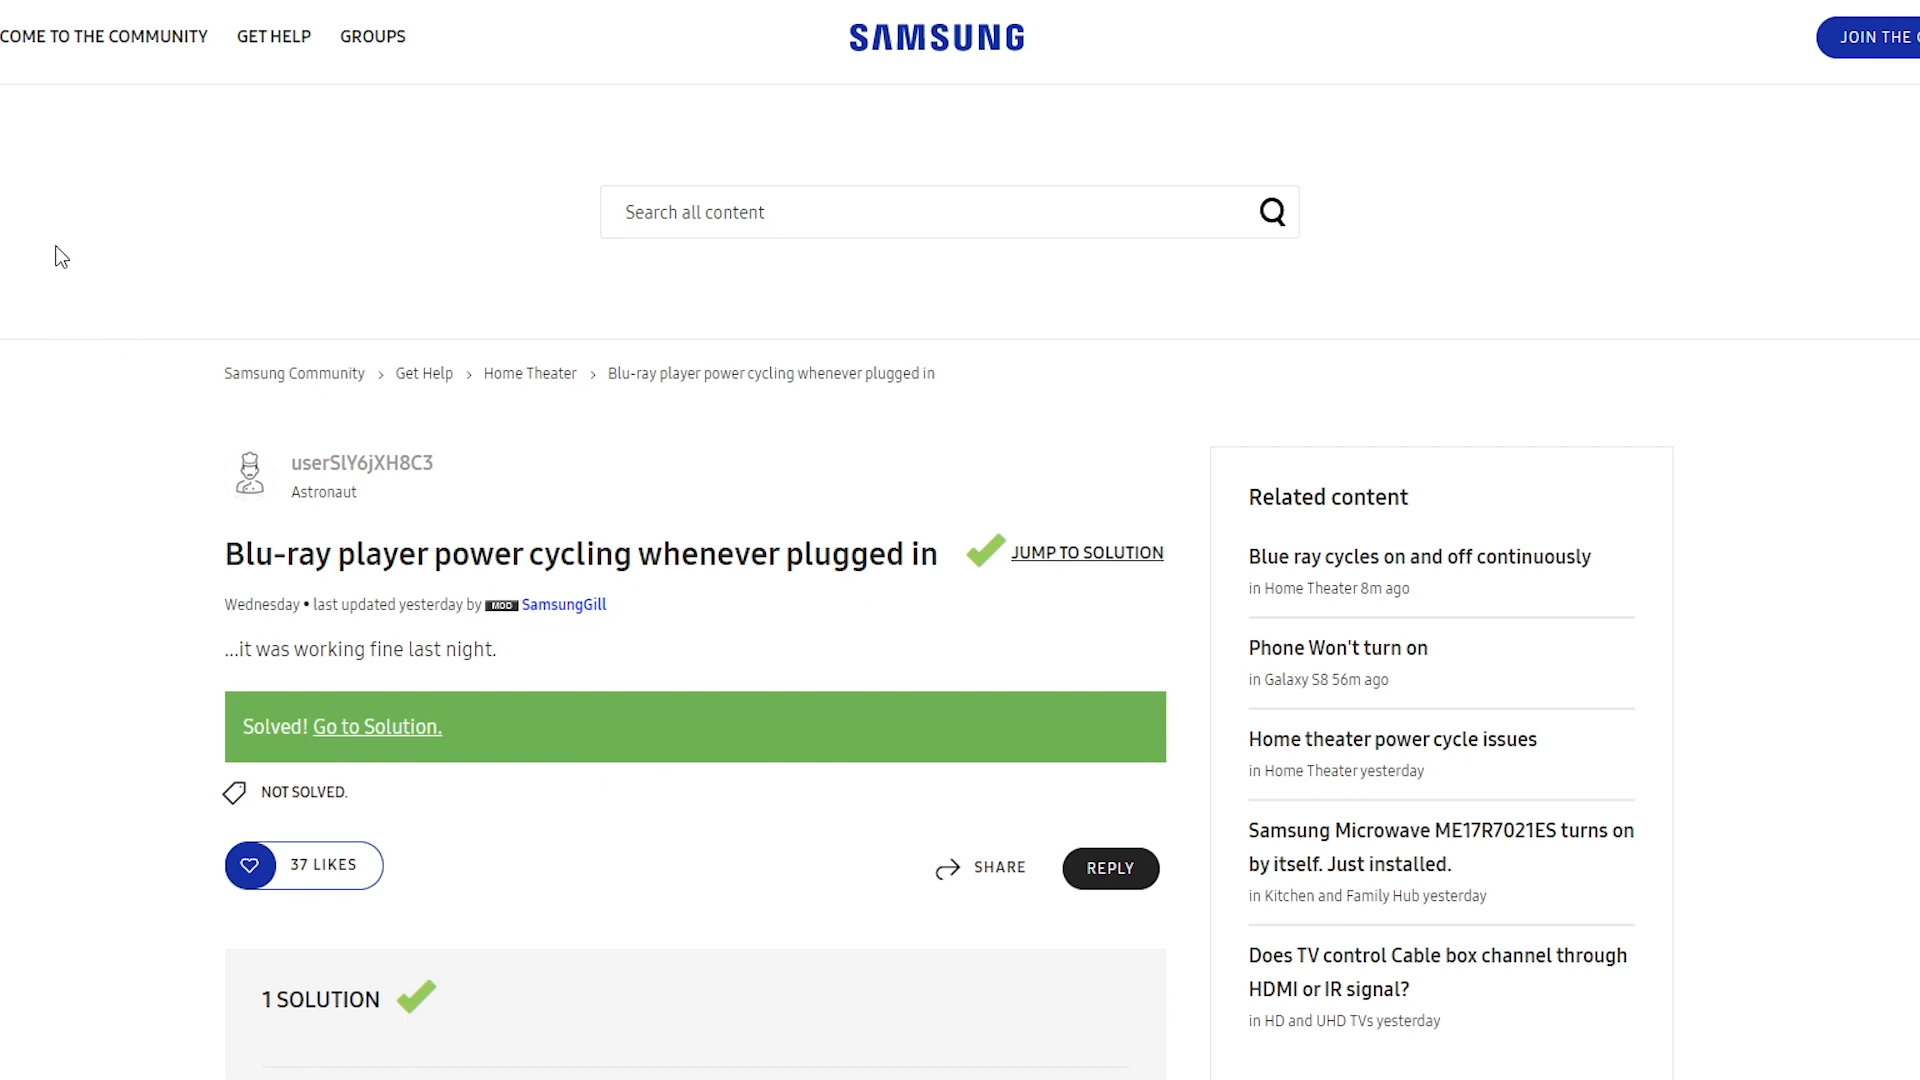 COME TO THE COMMUNITY GET HELP GROUPS
SAMSUNG
JOIN THE
Search all content
Samsung Community > Get Help > Home Theater > Blu-ray player power cycling whenever plugged in
userSlY6jXH8C3
Astronaut
Blu-ray player power cycling whenever plugged in
JUMP TO SOLUTION
Wednesday • last updated yesterday by MOD SamsungGill
...it was working fine last night.
Solved! Go to Solution.
NOT SOLVED.
37 LIKES
SHARE
REPLY
1 SOLUTION
Related content
Blue ray cycles on and off continuously
in Home Theater 8m ago
Phone Won't turn on
in Galaxy S8 56m ago
Home theater power cycle issues
in Home Theater yesterday
Samsung Microwave ME17R7021ES turns on
by itself. Just installed.
in Kitchen and Family Hub yesterday
Does TV control Cable box channel through
HDMI or IR signal?
in HD and UHD TVs yesterday